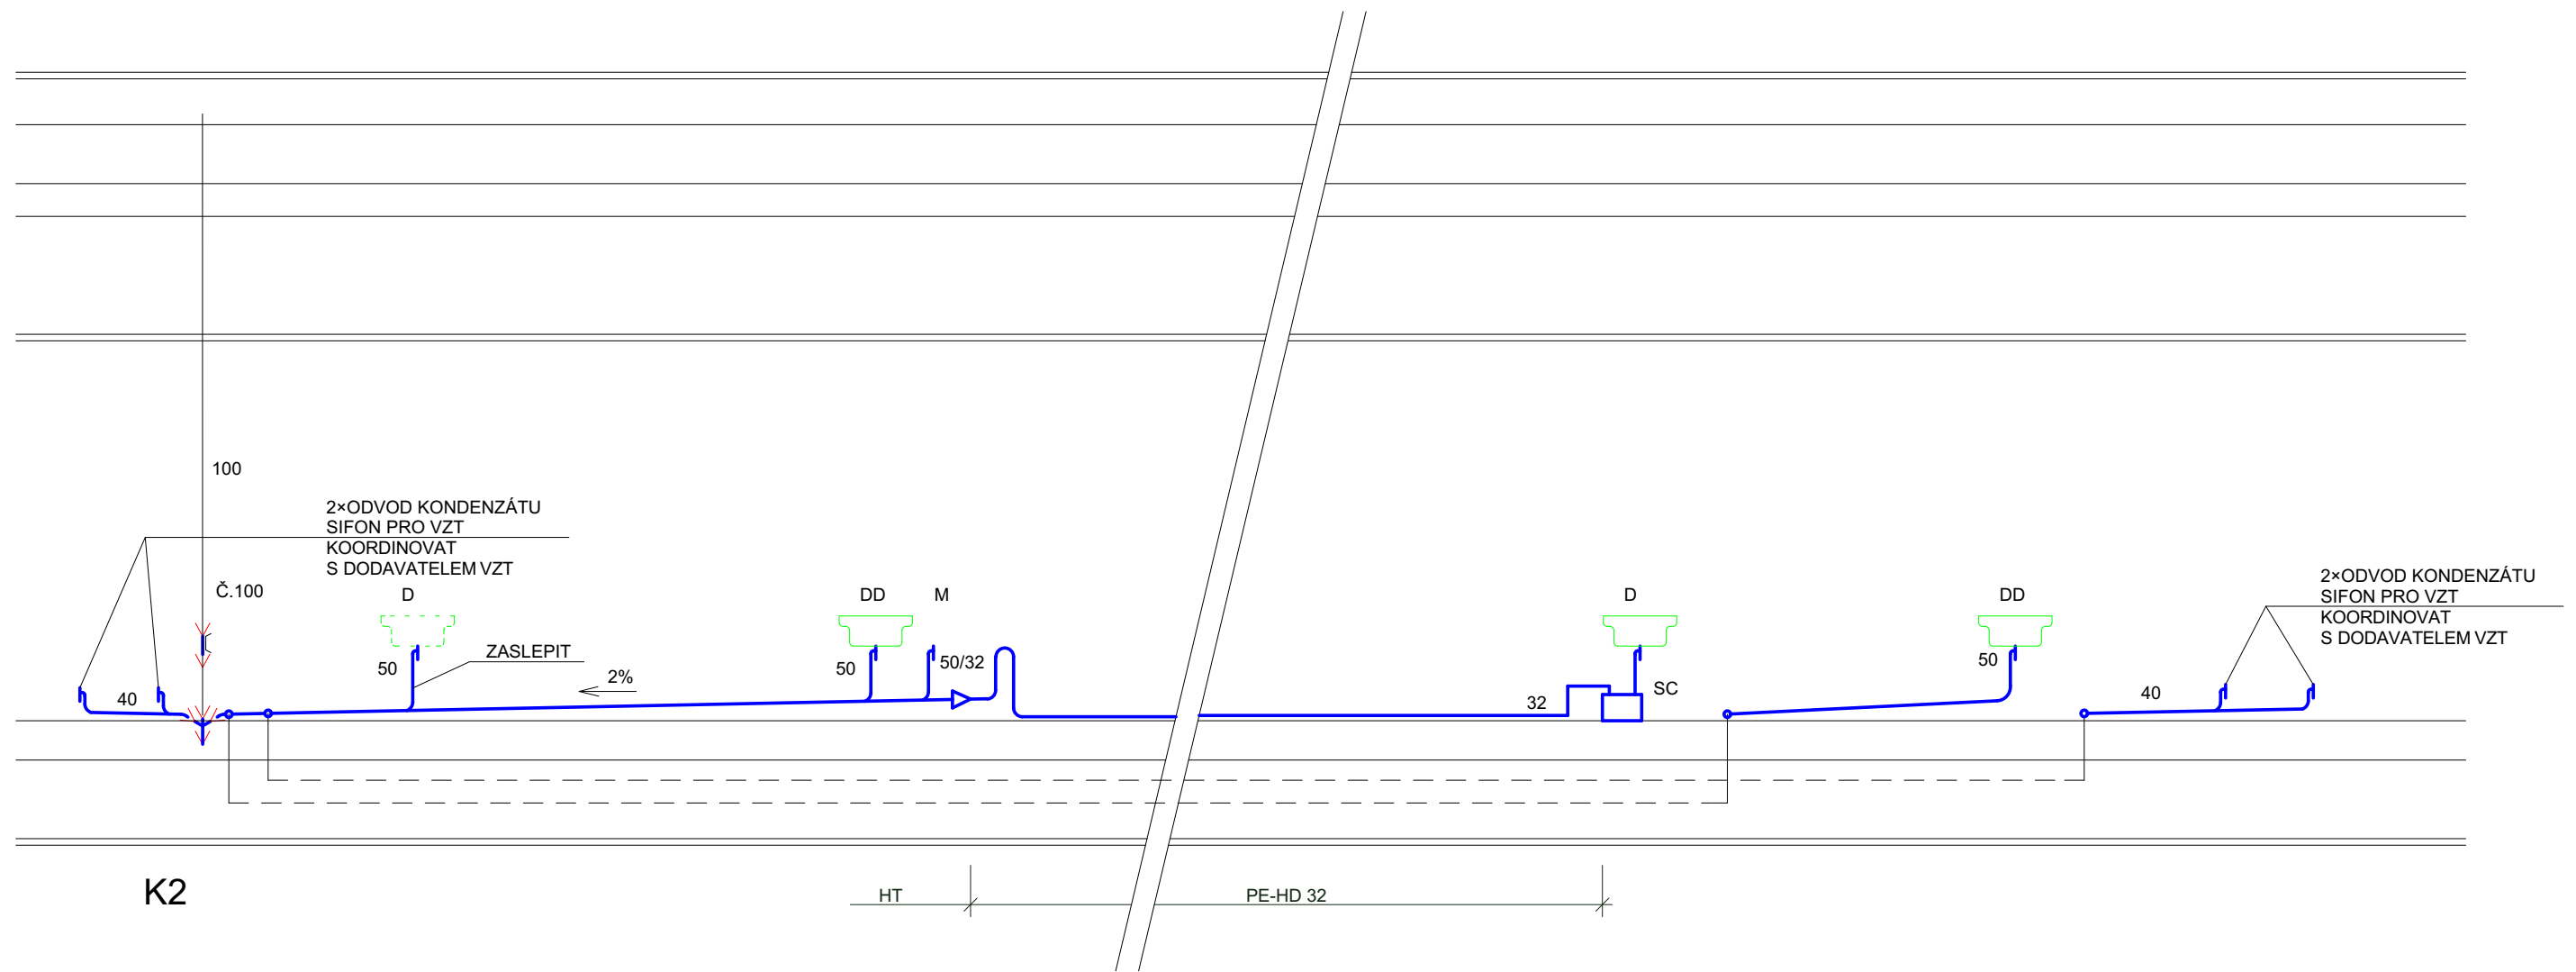 100
2×ODVOD KONDENZÁTU
SIFON PRO VZT
KOORDINOVAT
S DODAVATELEM VZT
Č.100
D
DD
M
D
DD
2×ODVOD KONDENZÁTU
SIFON PRO VZT
KOORDINOVAT
S DODAVATELEM VZT
ZASLEPIT
50
2%
50
50/32
SC
50
40
32
40
K2
HT
PE-HD 32